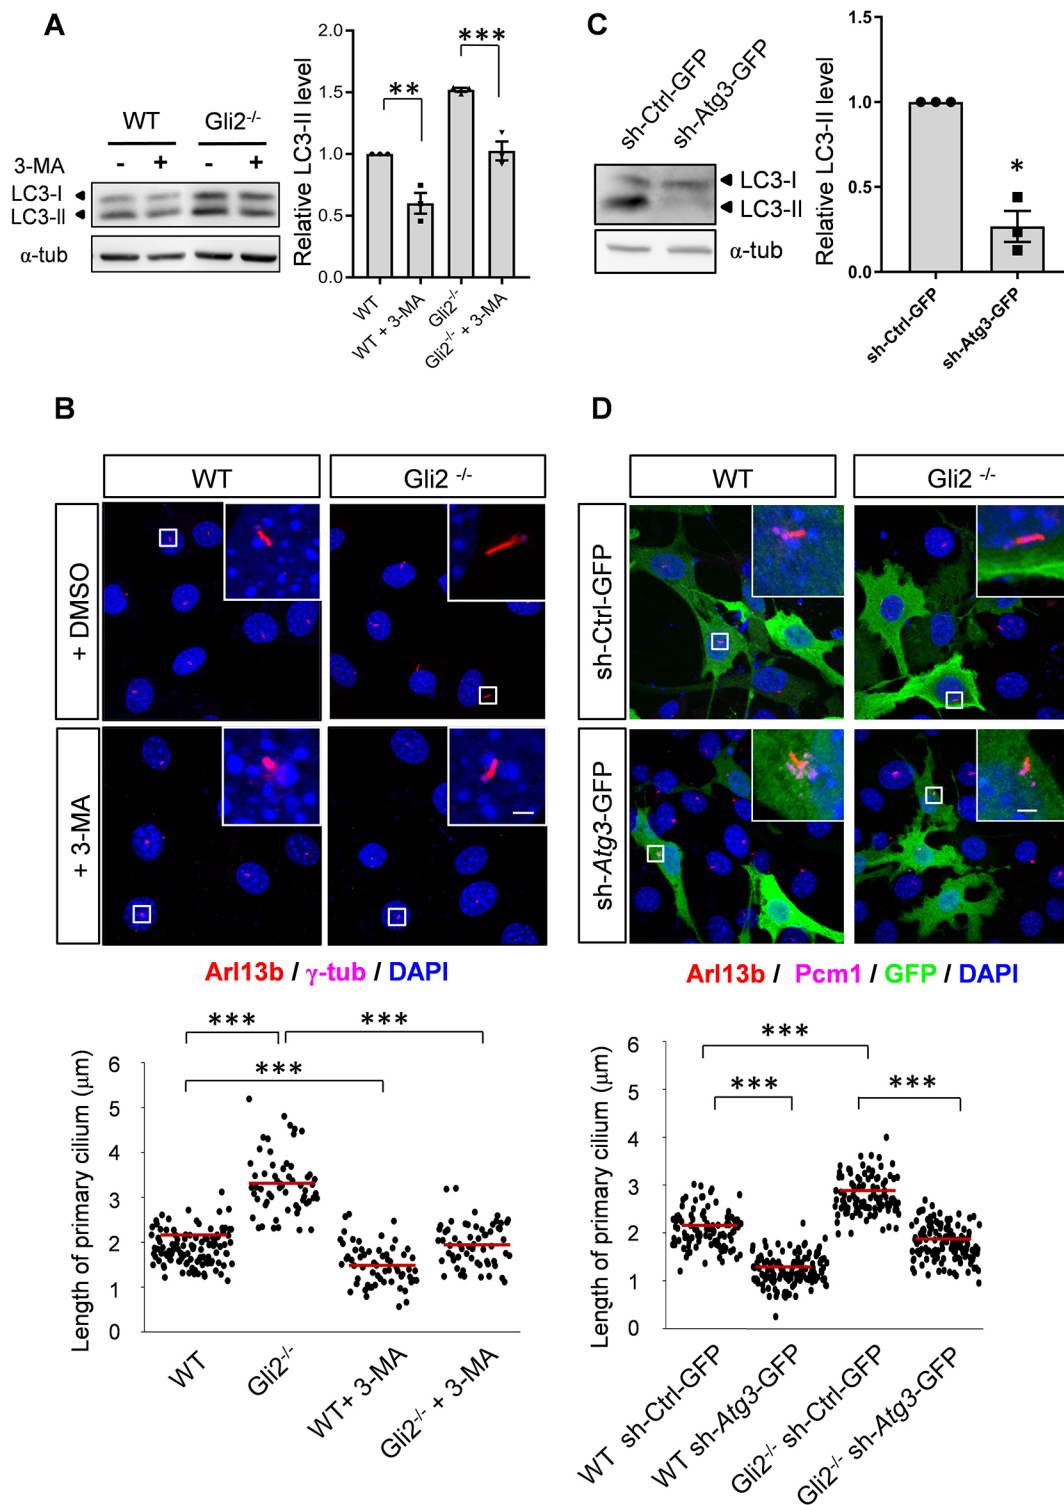 A
WT Gli2-/-
3-MA - + - +
LC3-I
LC3-II
α-tub
Relative LC3-II level
2.0
1.5
1.0
0.5
0.0
** ***
WT
WT + 3-MA
Gli2-/-
Gli2-/- + 3-MA
C
sh-Ctrl-GFP
sh-Atg3-GFP
LC3-I
LC3-II
α-tub
Relative LC3-II level
1.5
1.0
0.5
0.0
*
sh-Ctrl-GFP
sh-Atg3-GFP
B
WT Gli2 -/-
+ DMSO
+ 3-MA
Arl13b / γ-tub / DAPI
Length of primary cilium (μm)
6
5
4
3
2
1
0
*** ***
***
WT
Gli2-/-
WT+ 3-MA
Gli2-/- + 3-MA
D
WT Gli2 -/-
sh-Ctrl-GFP
sh-Atg3-GFP
Arl13b / Pcm1 / GFP / DAPI
Length of primary cilium (μm)
6
5
4
3
2
1
0
***
*** ***
WT sh-Ctrl-GFP
WT sh-Atg3-GFP
Gli2-/- sh-Ctrl-GFP
Gli2-/- sh-Atg3-GFP